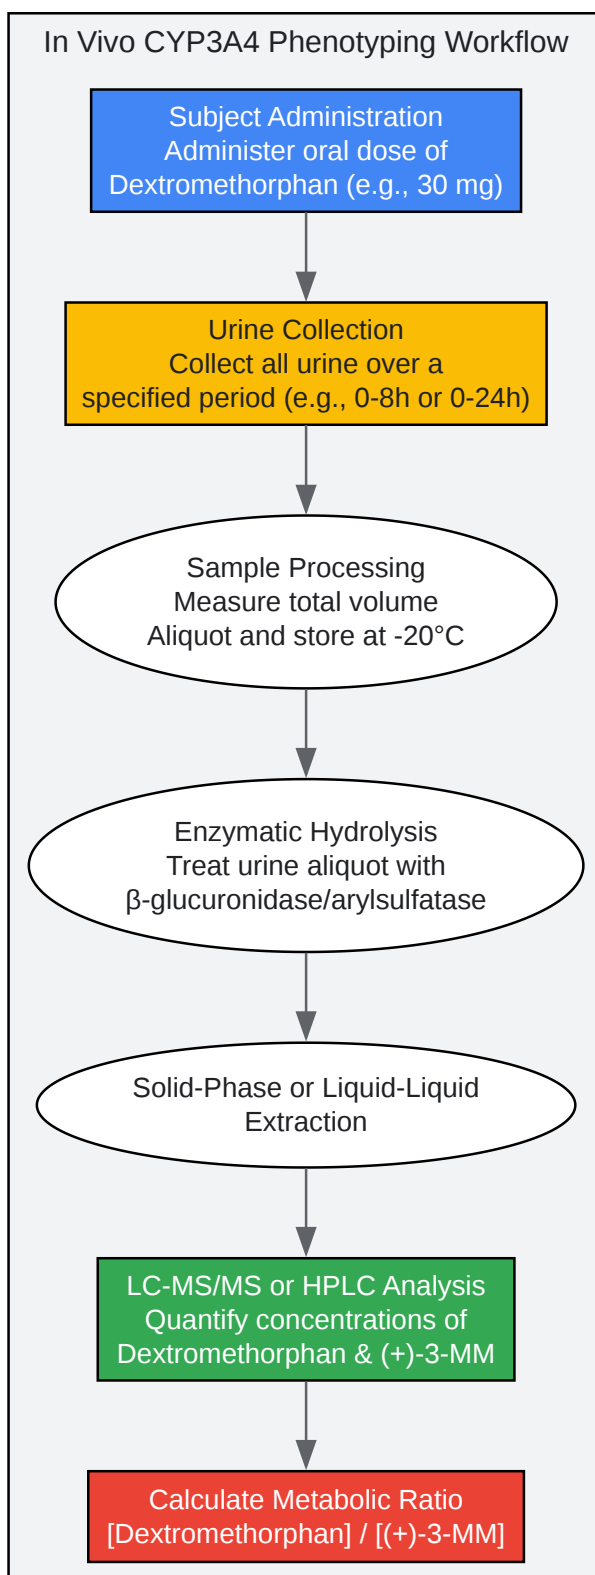 In Vivo CYP3A4 Phenotyping Workflow
Subject Administration
Administer oral dose of
Dextromethorphan (e.g., 30 mg)
Urine Collection
Collect all urine over a
specified period (e.g., 0-8h or 0-24h)
Sample Processing
Measure total volume
Aliquot and store at -20°C
Enzymatic Hydrolysis
Treat urine aliquot with
β-glucuronidase/arylsulfatase
Solid-Phase or Liquid-Liquid
Extraction
LC-MS/MS or HPLC Analysis
Quantify concentrations of
Dextromethorphan & (+)-3-MM
Calculate Metabolic Ratio
[Dextromethorphan] / [(+)-3-MM]